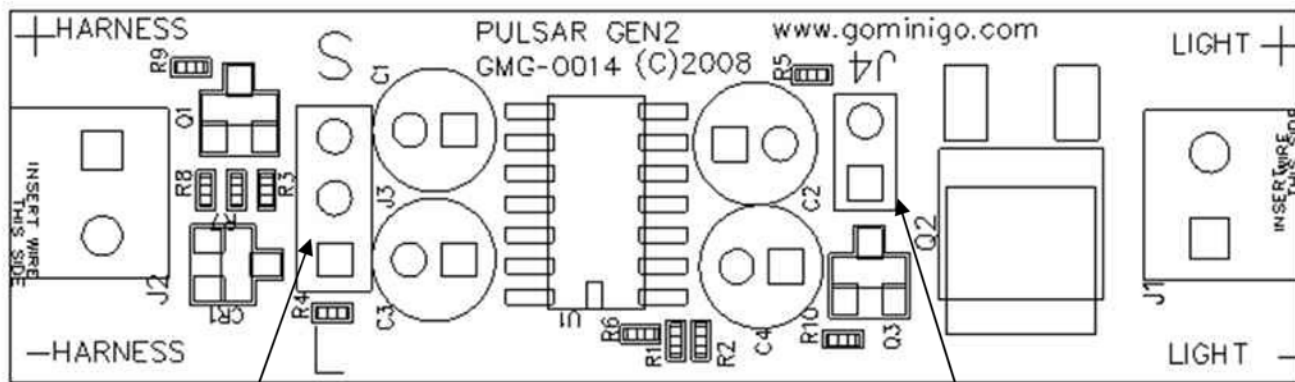 +HARNESS
R9
Q1
S
C1
PULSAR GEN2
GMG-0014 (C)2008
www.gominigo.com
R5
J4
LIGHT +
INSERT WIRE
THIS SIDE
R8
R7
R3
J3
C2
Q2
INSERT WIRE
THIS SIDE
J2
CR1
R4
L
C3
U1
R6
R1
R2
C4
R10
Q3
J1
-HARNESS
LIGHT -